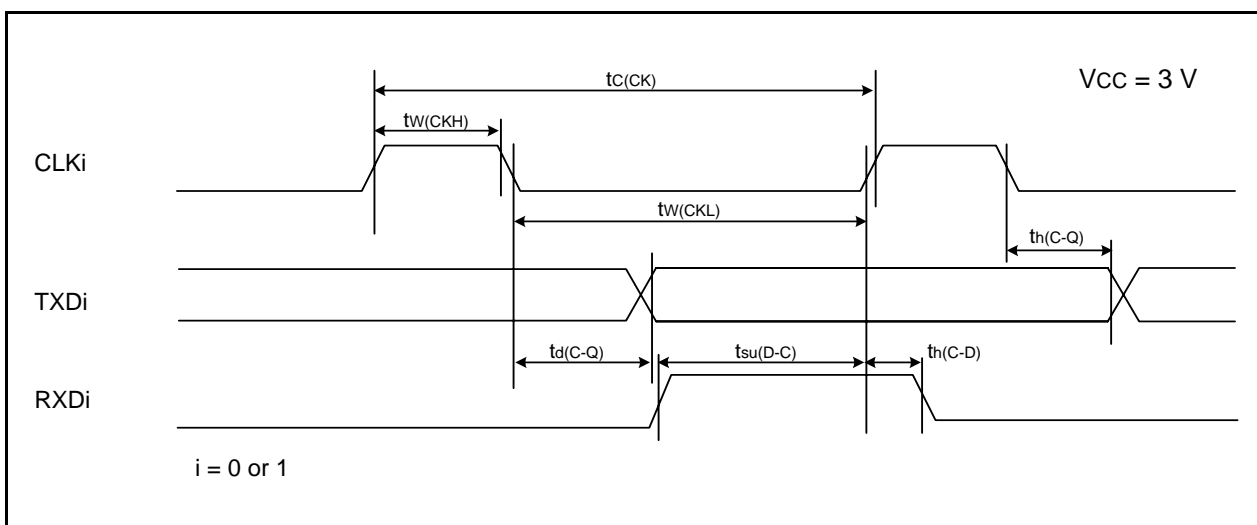 tC(CK)
VCC = 3 V
tW(CKH)
CLKi
tW(CKL)
th(C-Q)
TXDi
td(C-Q)
tsu(D-C)
th(C-D)
RXDi
i = 0 or 1